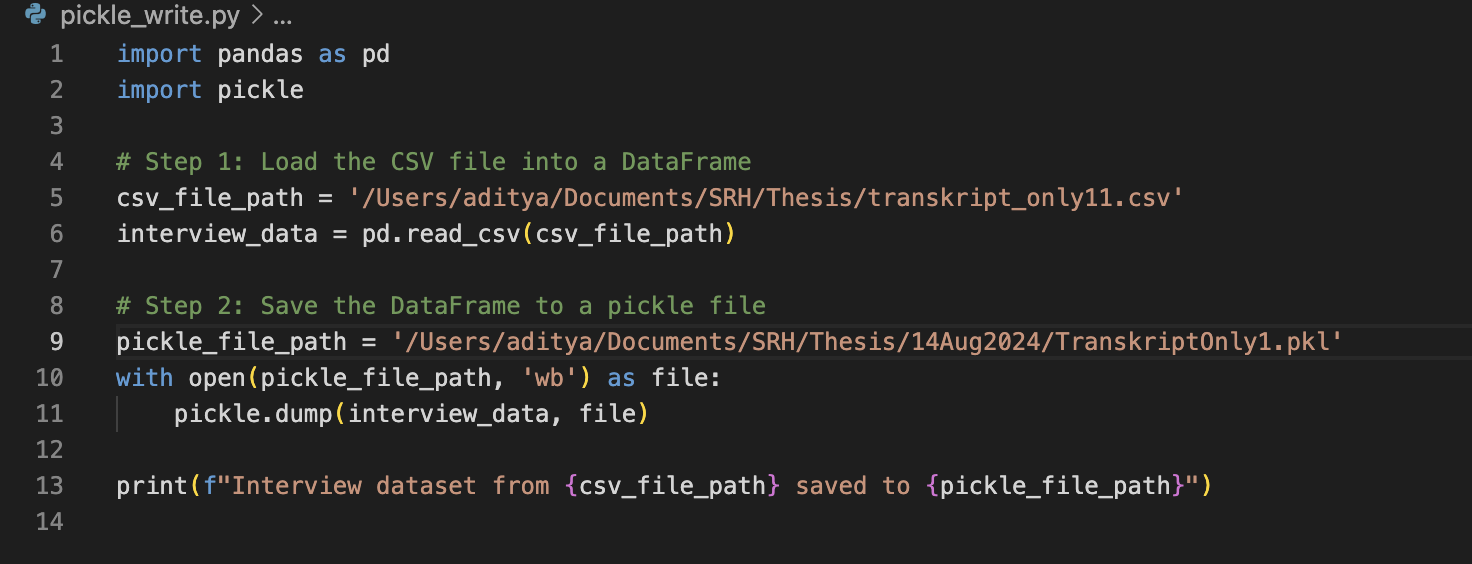 pickle_write.py > ...
1 import pandas as pd
2 import pickle
3
4 # Step 1: Load the CSV file into a DataFrame
5 csv_file_path = '/Users/aditya/Documents/SRH/Thesis/transkript_only11.csv'
6 interview_data = pd.read_csv(csv_file_path)
7
8 # Step 2: Save the DataFrame to a pickle file
9 pickle_file_path = '/Users/aditya/Documents/SRH/Thesis/14Aug2024/TranskriptOnly1.pkl'
10 with open(pickle_file_path, 'wb') as file:
11     pickle.dump(interview_data, file)
12
13 print(f"Interview dataset from {csv_file_path} saved to {pickle_file_path}")
14